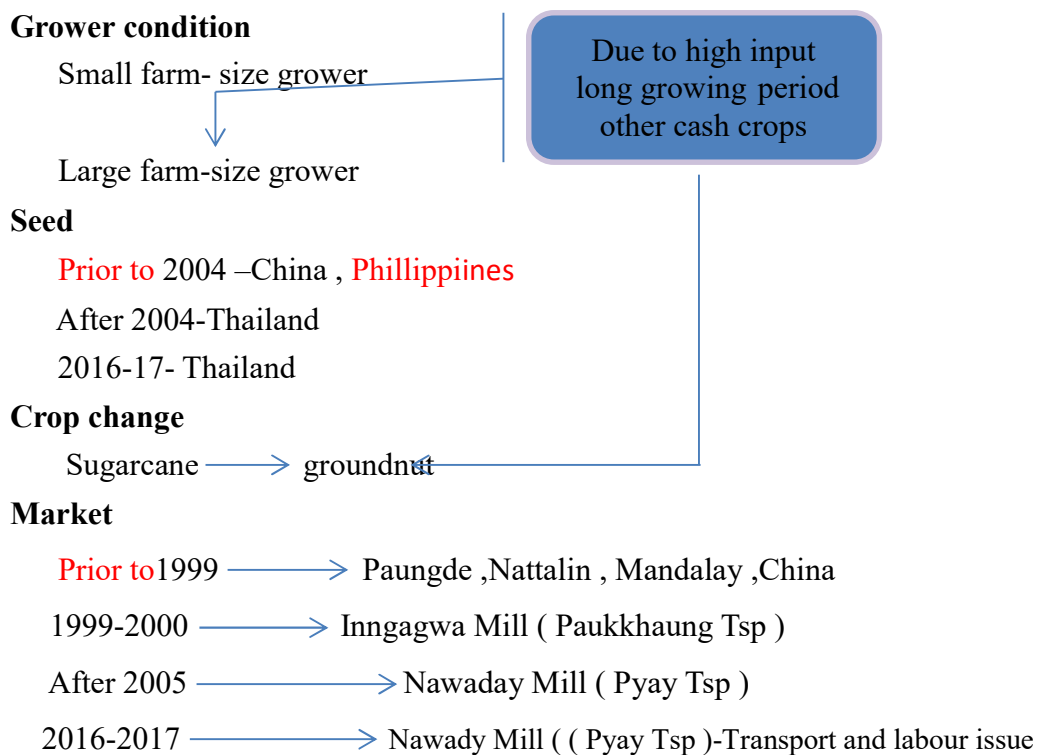 Grower condition
Small farm- size grower
Due to high input
long growing period
other cash crops
Large farm-size grower
Seed
Prior to 2004 –China , Phillippiines
After 2004-Thailand
2016-17- Thailand
Crop change
Sugarcane groundnut
Market
Prior to1999 Paungde ,Nattalin , Mandalay ,China
1999-2000 Inngagwa Mill ( Paukkhaung Tsp )
After 2005 Nawaday Mill ( Pyay Tsp )
2016-2017 Nawady Mill ( ( Pyay Tsp )-Transport and labour issue